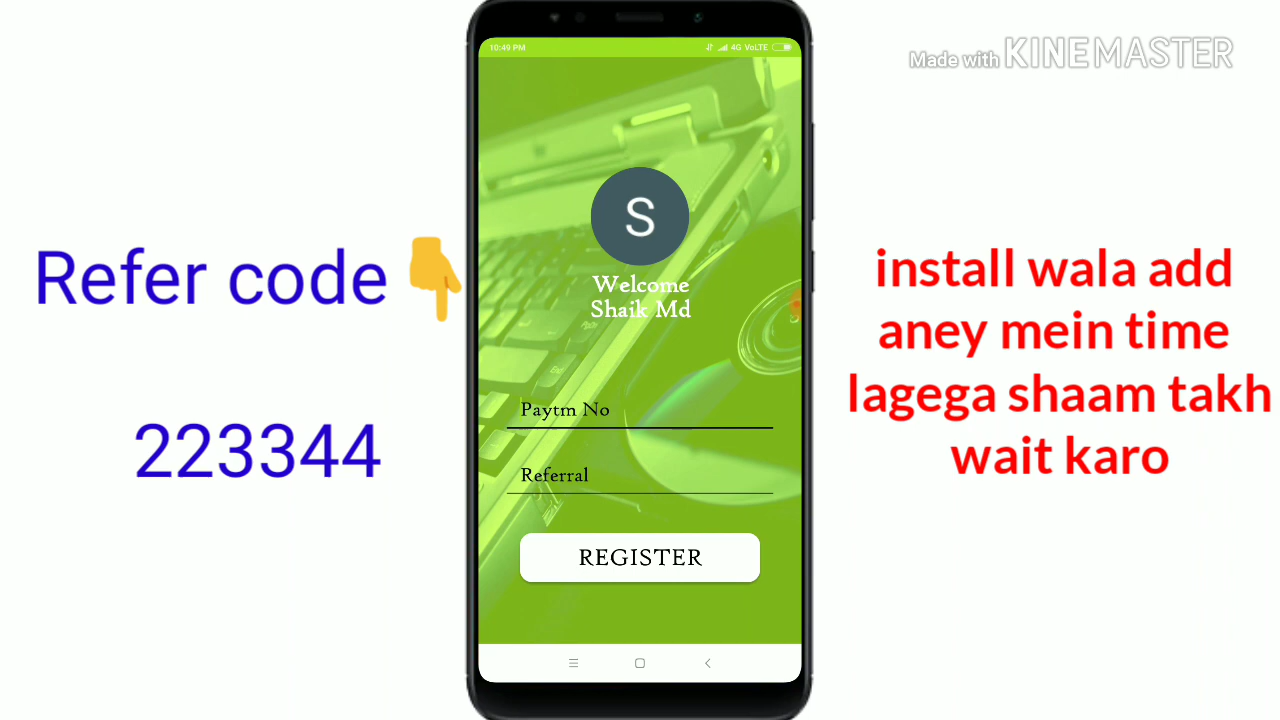 Made with KINEMASTER
10:49 PM
4G VoLTE
S
Welcome
Shaik Md
Refer code
223344
Paytm No
Referral
REGISTER
install wala add
aney mein time
lagega shaam takh
wait karo